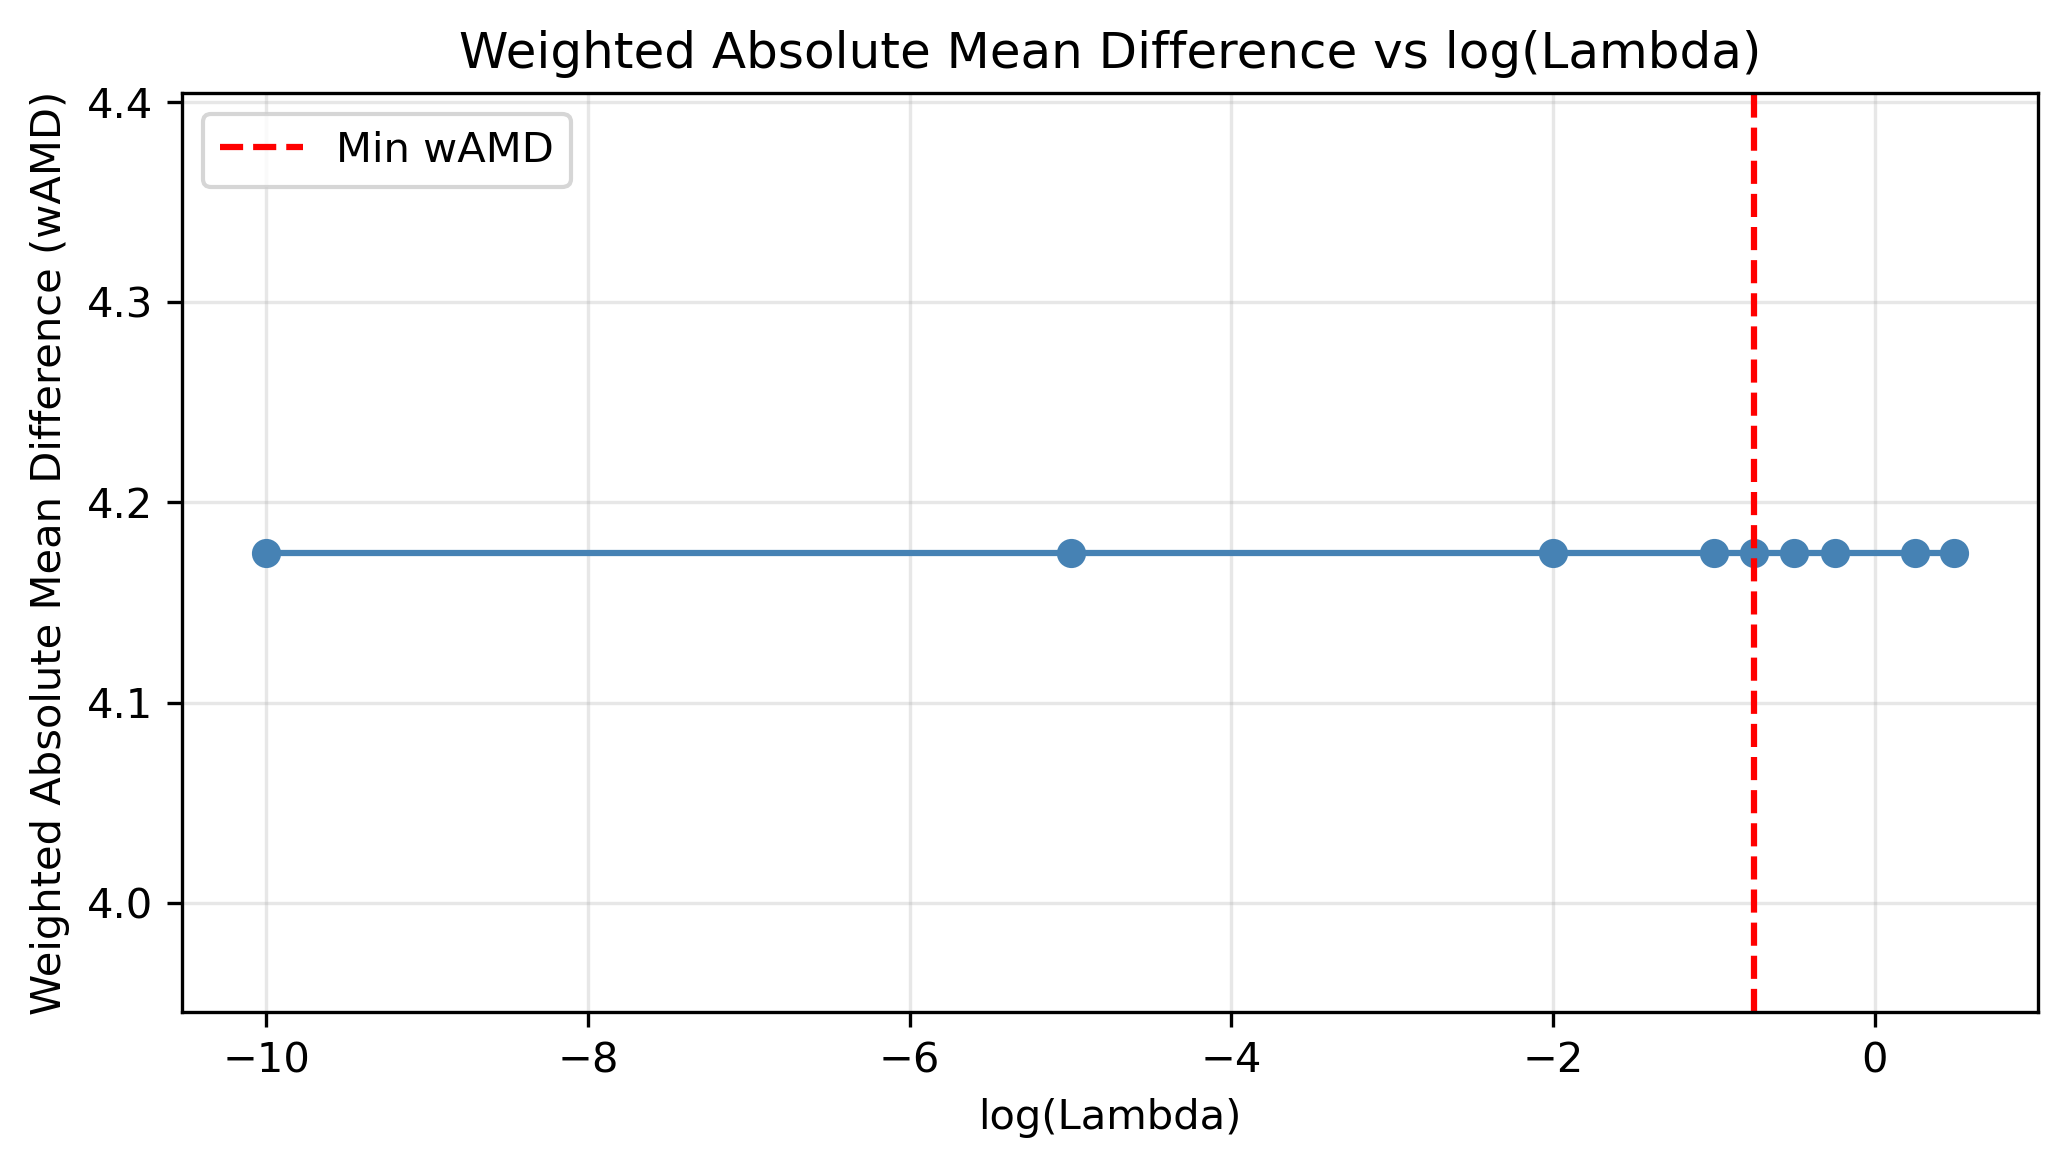 Weighted Absolute Mean Difference vs log(Lambda)
Weighted Absolute Mean Difference (wAMD)
4.4
4.3
4.2
4.1
4.0
Min wAMD
−10
−8
−6
−4
−2
0
log(Lambda)